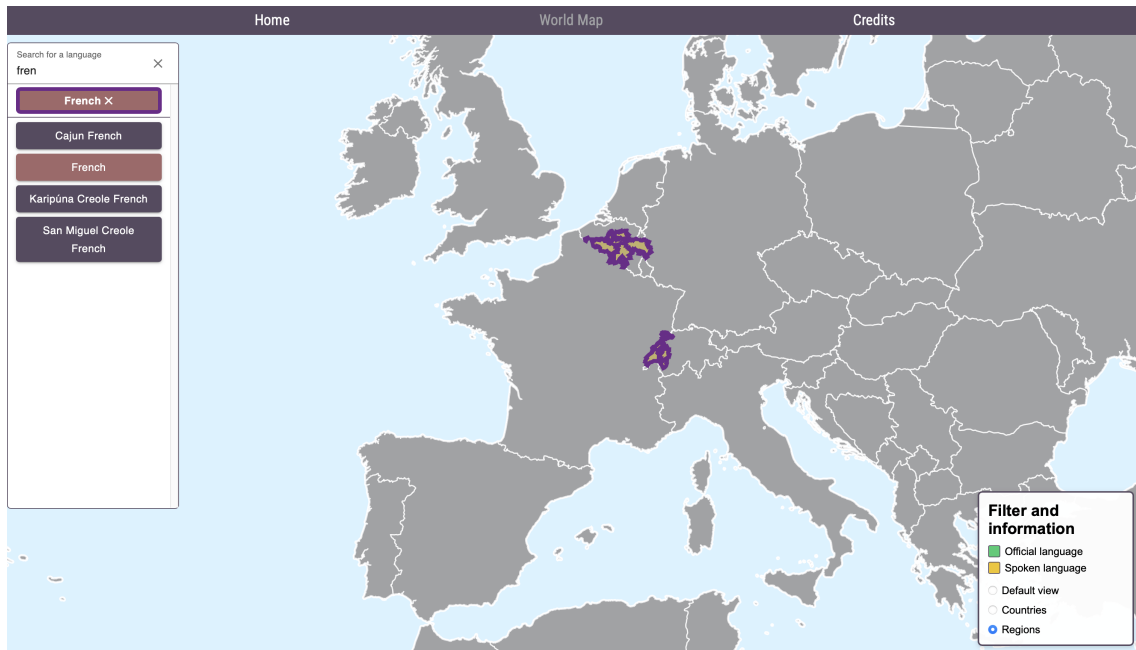 Home
World Map
Credits
Search for a language
fren
French
Cajun French
French
Karipúna Creole French
San Miguel Creole
French
Filter and
information
Official language
Spoken language
Default view
Countries
Regions